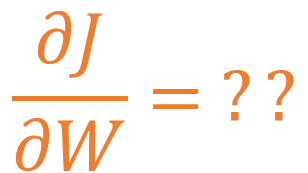 ∂J/∂W = ??